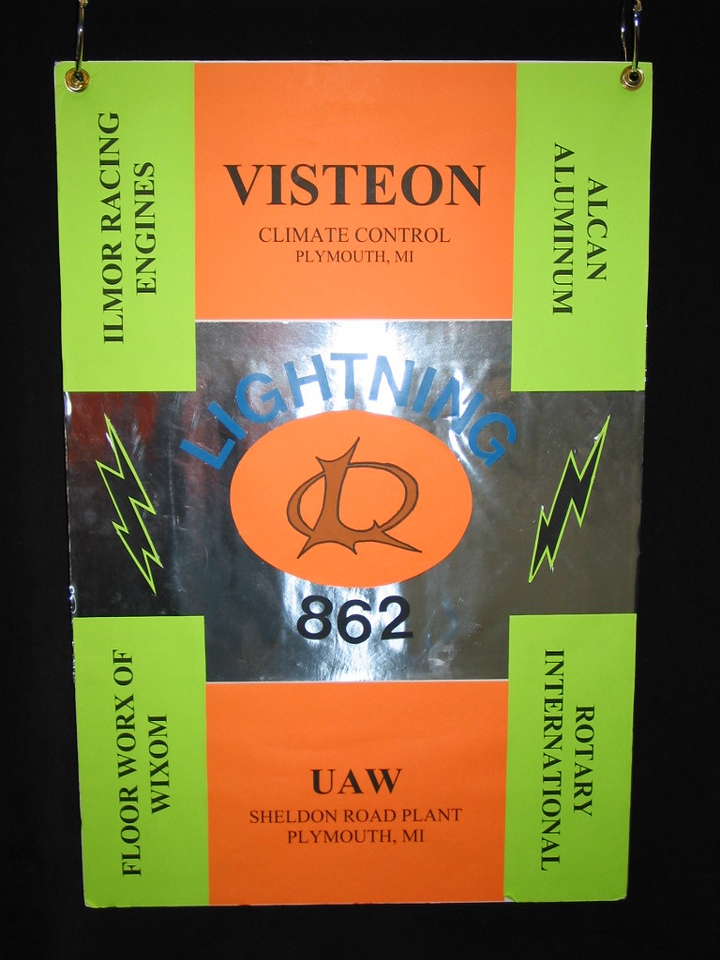 ILMOR RACING
ENGINES
VISTEON
CLIMATE CONTROL
PLYMOUTH, MI
ALCAN
ALUMINUM
LIGHTNING
862
FLOOR WORX OF
WIXOM
UAW
SHELDON ROAD PLANT
PLYMOUTH, MI
ROTARY
INTERNATIONAL